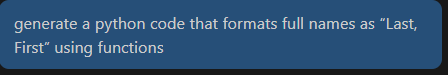 generate a python code that formats full names as “Last,
First” using functions